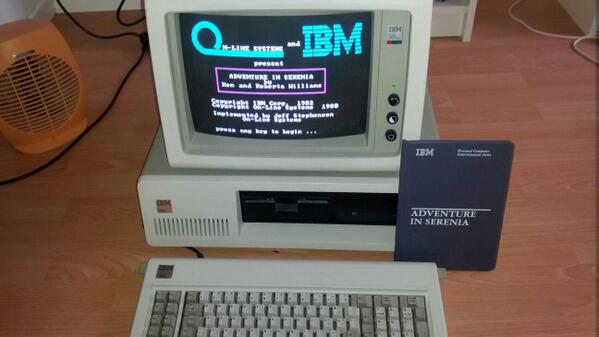 ON-LINE SYSTEMS and IBM
present
ADVENTURE IN SERENIA
by
Ken and Roberta Williams
Copyright IBM Corp 1982
Copyright On-Line Systems 1980
Implemented by Jeff Stephenson
On-Line Systems
press any key to begin ...
IBM
IBM
IBM
Personal Computer
Entertainment Series
ADVENTURE
IN SERENIA
IBM